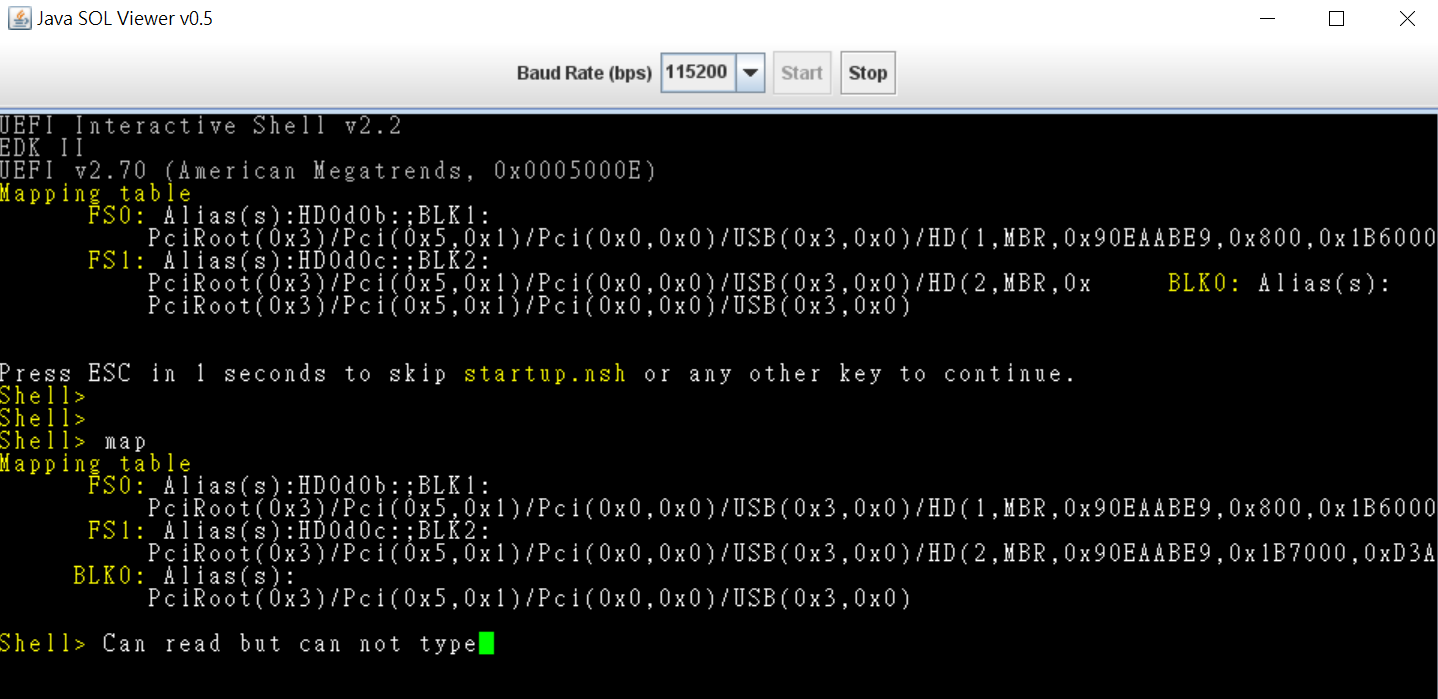 Java SOL Viewer v0.5
Baud Rate (bps) 115200 Start Stop
UEFI Interactive Shell v2.2
EDK II
UEFI v2.70 (American Megatrends, 0x0005000E)
Mapping table
FS0: Alias(s):HD0d0b:;BLK1:
PciRoot(0x3)/Pci(0x5,0x1)/Pci(0x0,0x0)/USB(0x3,0x0)/HD(1,MBR,0x90EAABE9,0x800,0x1B6000
FS1: Alias(s):HD0d0c:;BLK2:
PciRoot(0x3)/Pci(0x5,0x1)/Pci(0x0,0x0)/USB(0x3,0x0)/HD(2,MBR,0x BLK0: Alias(s):
PciRoot(0x3)/Pci(0x5,0x1)/Pci(0x0,0x0)/USB(0x3,0x0)
Press ESC in 1 seconds to skip startup.nsh or any other key to continue.
Shell>
Shell>
Shell> map
Mapping table
FS0: Alias(s):HD0d0b:;BLK1:
PciRoot(0x3)/Pci(0x5,0x1)/Pci(0x0,0x0)/USB(0x3,0x0)/HD(1,MBR,0x90EAABE9,0x800,0x1B6000
FS1: Alias(s):HD0d0c:;BLK2:
PciRoot(0x3)/Pci(0x5,0x1)/Pci(0x0,0x0)/USB(0x3,0x0)/HD(2,MBR,0x90EAABE9,0x1B7000,0xD3A
BLK0: Alias(s):
PciRoot(0x3)/Pci(0x5,0x1)/Pci(0x0,0x0)/USB(0x3,0x0)
Shell> Can read but can not type